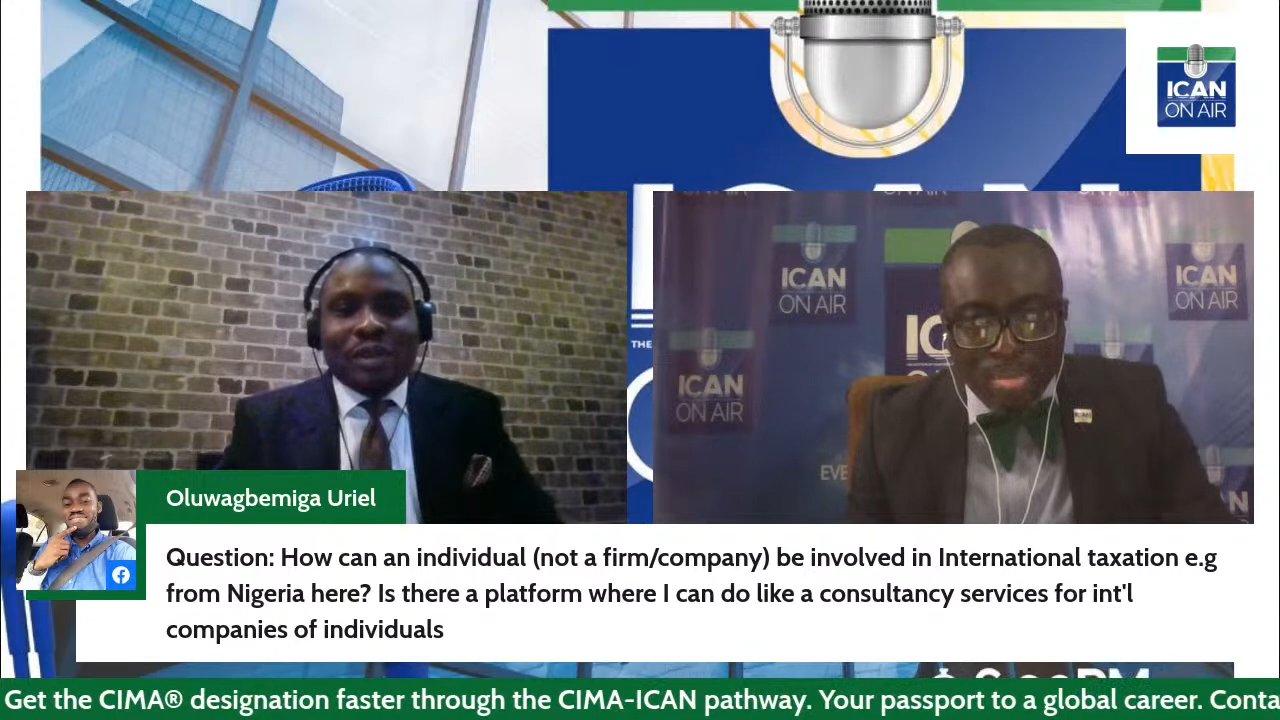 ICAN
ON AIR
ICAN
ON AIR
ICAN
ON AIR
ICAN
ON AIR
THE
Oluwagbemiga Uriel
Question: How can an individual (not a firm/company) be involved in International taxation e.g
from Nigeria here? Is there a platform where I can do like a consultancy services for int'l
companies of individuals
Get the CIMA® designation faster through the CIMA-ICAN pathway. Your passport to a global career. Conta